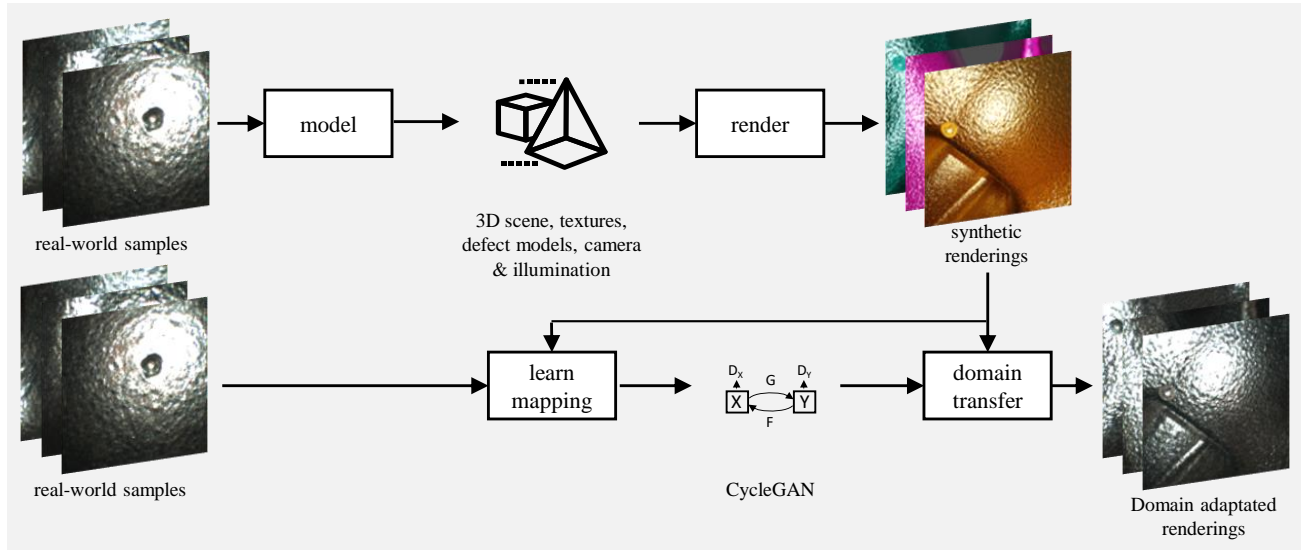 model
render
real-world samples
3D scene, textures,
defect models, camera
& illumination
synthetic
renderings
learn
mapping
D_X
D_Y
G
X
Y
F
domain
transfer
real-world samples
CycleGAN
Domain adaptated
renderings